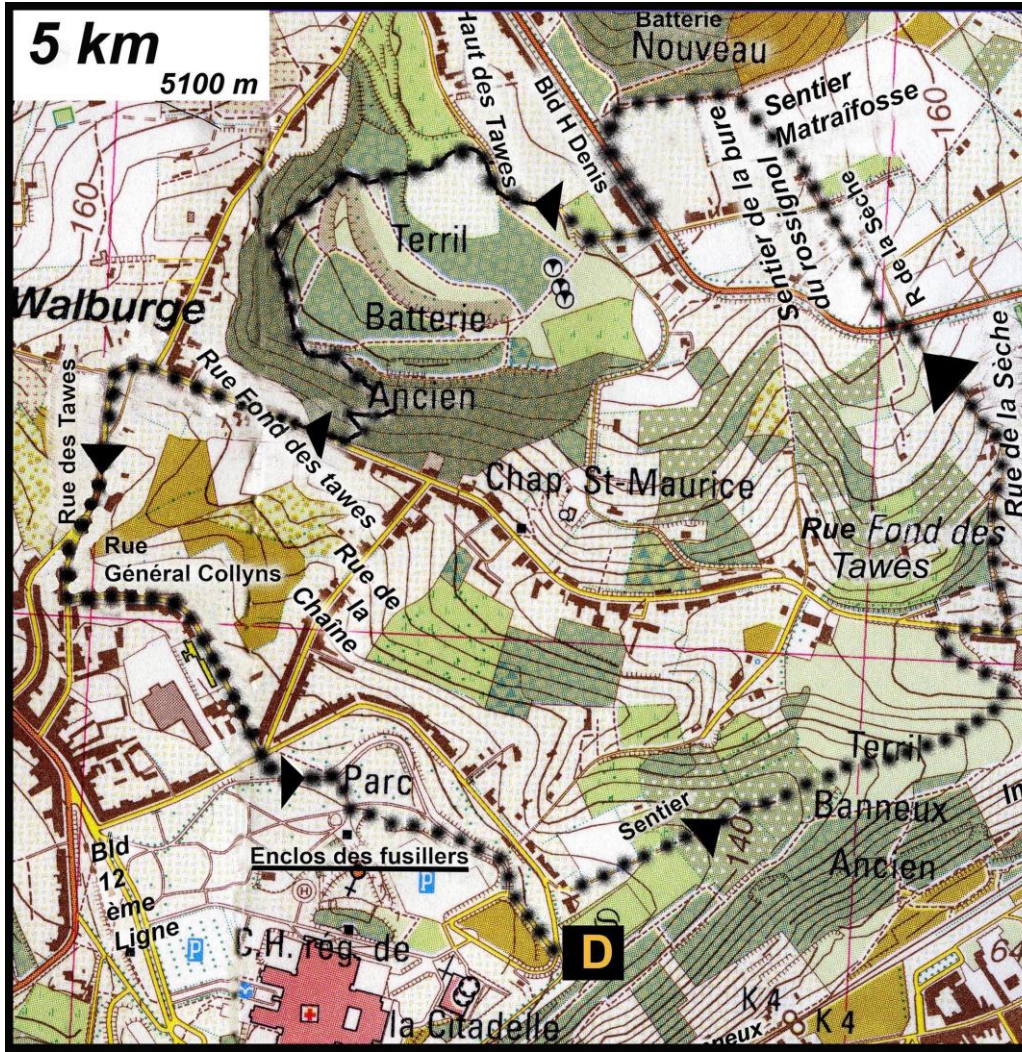 5 km
5100 m
Batterie
Nouveau
Haut des Tawes
Bld H Denis
Sentier
Matraîfosse
160
Sentier de la bure
du rossignol
R de la Sèche
160
Terril
Walburge
Batterie
Ancien
Rue Fond des tawes
Rue des Tawes
Chap St-Maurice
Rue de la Sèche
Rue Fond des
Tawes
Rue
Général Collyns
Rue de
la
Chaîne
Terril
Parc
Sentier
Banneux
140
Ancien
In
Bld
12
ème
Ligne
Enclos des fusillers
H
P
P
C.H. rég. de
D
la Citadelle
64
K 4
K 4
neux